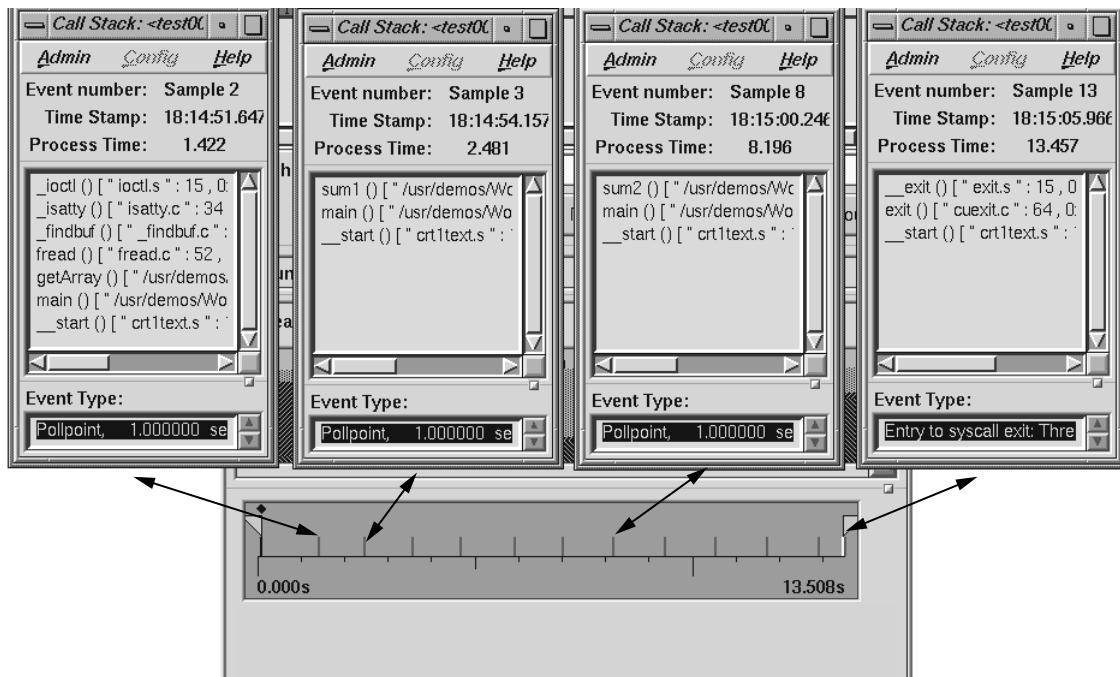 Call Stack: <test0(
Admin Config Help
Event number: Sample 2
Time Stamp: 18:14:51.647
Process Time: 1.422
_ioctl () [ " ioctl.s " : 15 , 0:
_isatty () [ " isatty.c " : 34
_findbuf () [ " _findbuf.c " :
fread () [ " fread.c " : 52 ,
getArray () [ " /usr/demos/
main () [ " /usr/demos/Wo
__start () [ " crt1text.s " :
Event Type:
Pollpoint, 1.000000 se
Call Stack: <test0(
Admin Config Help
Event number: Sample 3
Time Stamp: 18:14:54.157
Process Time: 2.481
sum1 () [ " /usr/demos/Wo
main () [ " /usr/demos/Wo
__start () [ " crt1text.s " :
Event Type:
Pollpoint, 1.000000 se
Call Stack: <test0(
Admin Config Help
Event number: Sample 8
Time Stamp: 18:15:00.246
Process Time: 8.196
sum2 () [ " /usr/demos/Wo
main () [ " /usr/demos/Wo
__start () [ " crt1text.s " :
Event Type:
Pollpoint, 1.000000 se
Call Stack: <test0(
Admin Config Help
Event number: Sample 13
Time Stamp: 18:15:05.966
Process Time: 13.457
__exit () [ " exit.s " : 15 , 0
exit () [ " cuexit.c " : 64 , 0:
__start () [ " crt1text.s " :
Event Type:
Entry to syscall exit: Thre
0.000s 13.508s